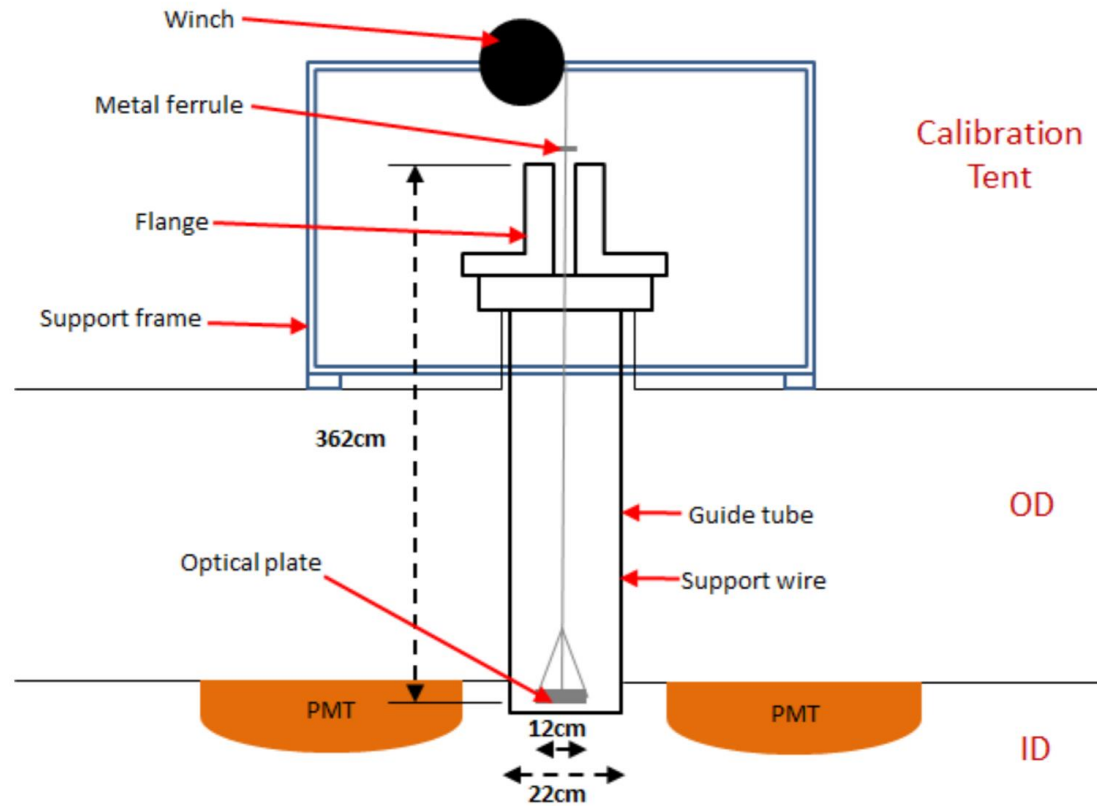 Winch
Metal ferrule
Calibration
Tent
Flange
Support frame
362cm
OD
Guide tube
Optical plate
Support wire
PMT
PMT
12cm
ID
22cm